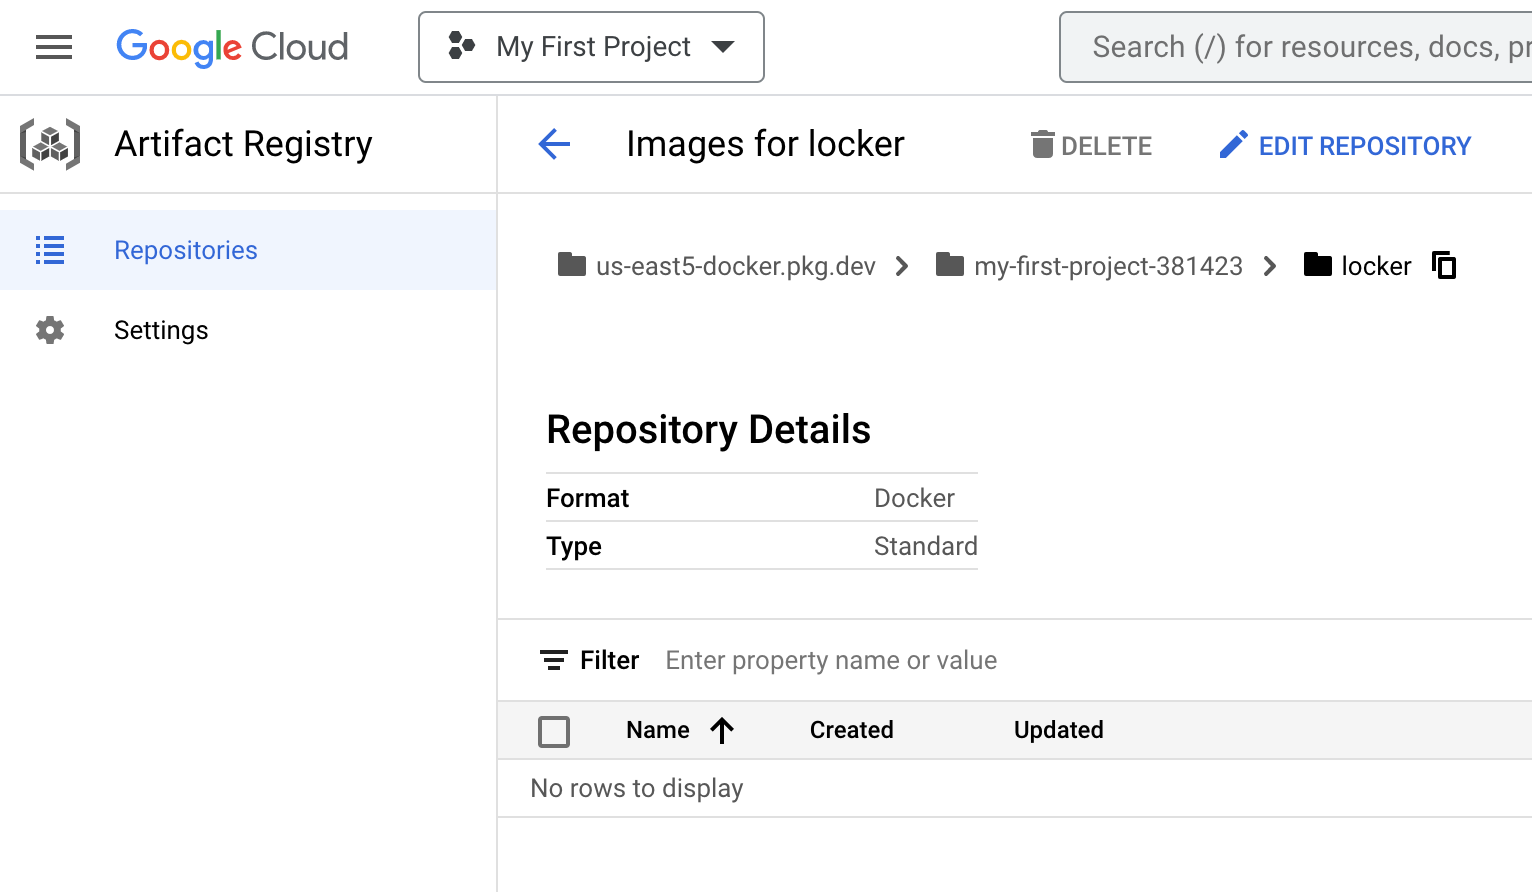 Google Cloud
My First Project
Search (/) for resources, docs,
Artifact Registry
Images for locker
DELETE
EDIT REPOSITORY
Repositories
Settings
us-east5-docker.pkg.dev
my-first-project-381423
locker
Repository Details
Format Docker
Type Standard
Filter Enter property name or value
Name Created Updated
No rows to display